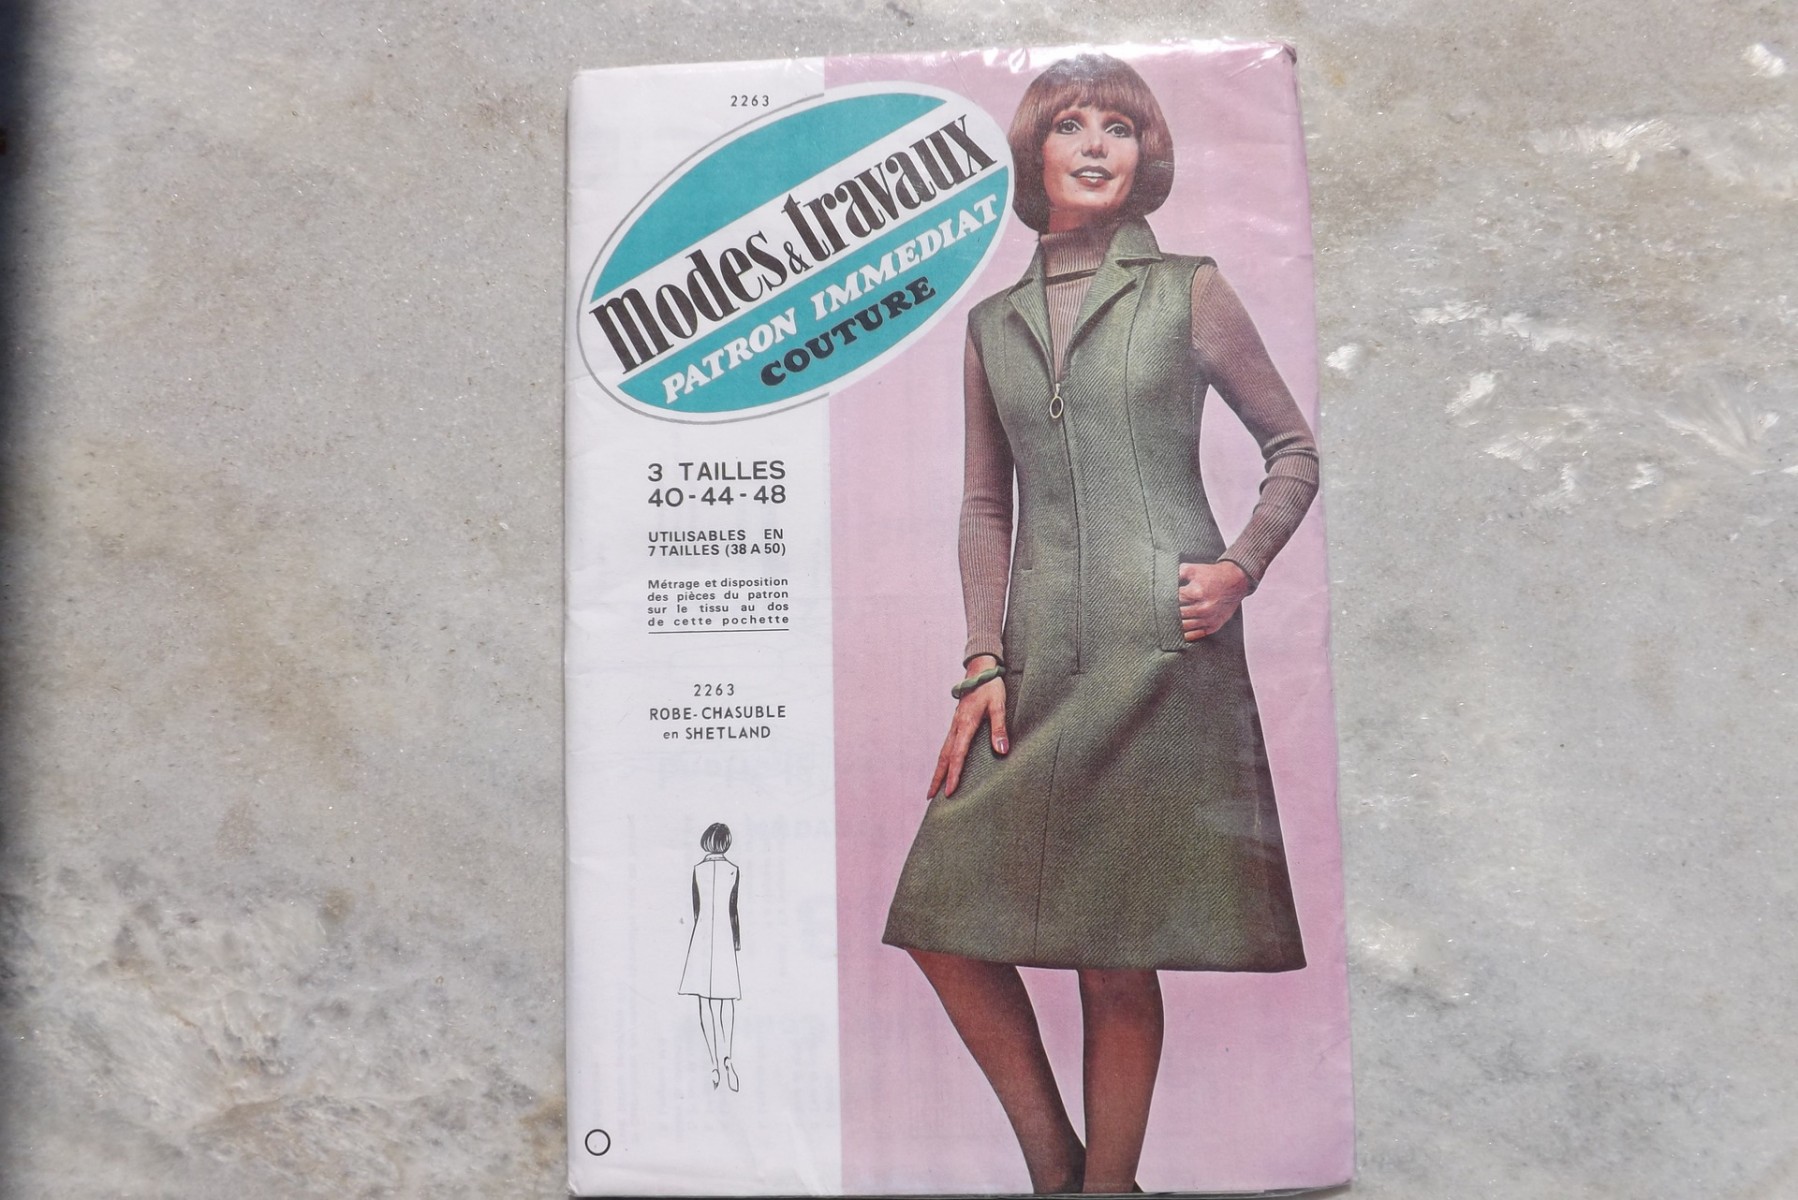 2263
Modes & travaux
PATRON IMMEDIAT
COUTURE
3 TAILLES
40-44-48
UTILISABLES EN
7 TAILLES (38 A 50)
Métrage et disposition
des pièces du patron
sur le tissu au dos
de cette pochette
2263
ROBE-CHASUBLE
en SHETLAND